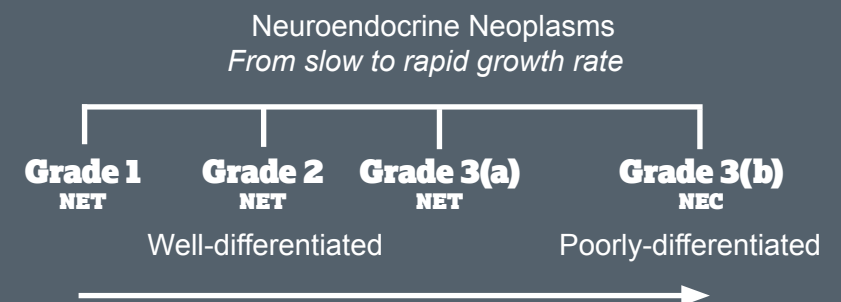 Neuroendocrine Neoplasms
From slow to rapid growth rate
Grade 1 Grade 2 Grade 3(a) Grade 3(b)
NET NET NET NEC
Well-differentiated Poorly-differentiated